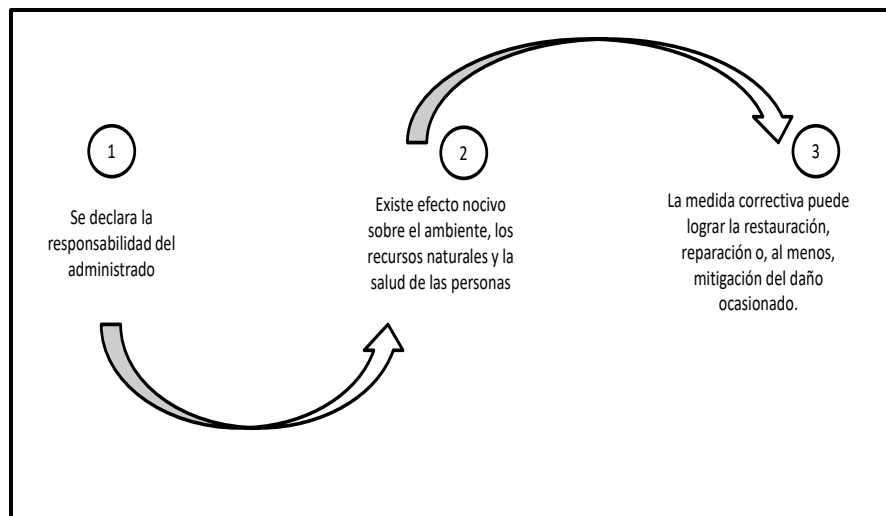 1
Se declara la
responsabilidad del
administrado
2
Existe efecto nocivo
sobre el ambiente, los
recursos naturales y la
salud de las personas
3
La medida correctiva puede
lograr la restauración,
reparación o, al menos,
mitigación del daño
ocasionado.